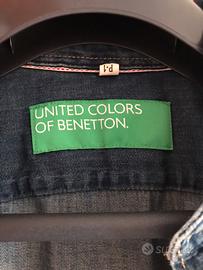 UNITED COLORS
OF BENETTON.